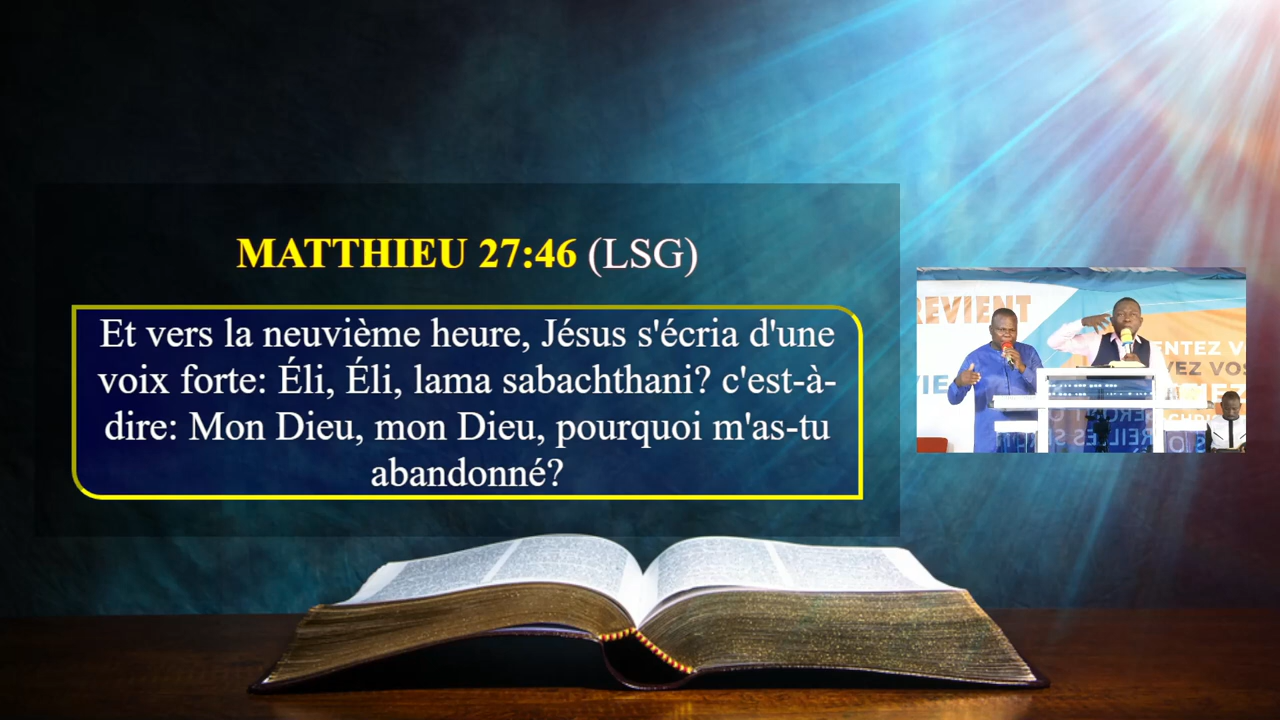 MATTHIEU 27:46 (LSG)
Et vers la neuvième heure, Jésus s'écria d'une
voix forte: Éli, Éli, lama sabachthani? c'est-à-
dire: Mon Dieu, mon Dieu, pourquoi m'as-tu
abandonné?
REVIENT